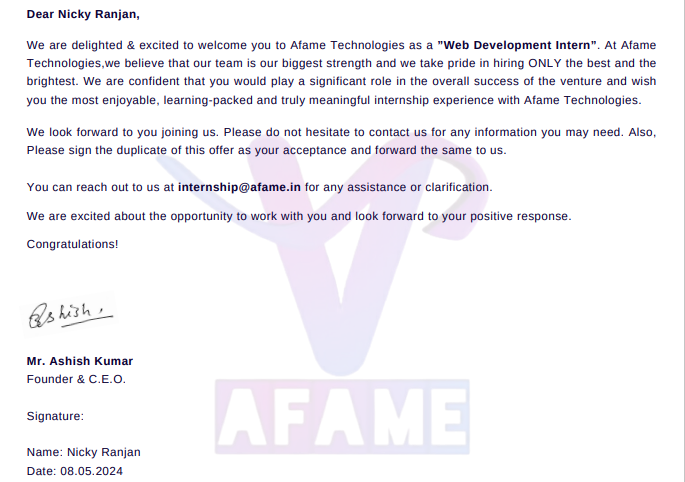 Dear Nicky Ranjan,
We are delighted & excited to welcome you to Afame Technologies as a ”Web Development Intern”. At Afame
Technologies,we believe that our team is our biggest strength and we take pride in hiring ONLY the best and the
brightest. We are confident that you would play a significant role in the overall success of the venture and wish
you the most enjoyable, learning-packed and truly meaningful internship experience with Afame Technologies.
We look forward to you joining us. Please do not hesitate to contact us for any information you may need. Also,
Please sign the duplicate of this offer as your acceptance and forward the same to us.
You can reach out to us at internship@afame.in for any assistance or clarification.
We are excited about the opportunity to work with you and look forward to your positive response.
Congratulations!
Ashish.
Mr. Ashish Kumar
Founder & C.E.O.
AFAME
Signature:
Name: Nicky Ranjan
Date: 08.05.2024